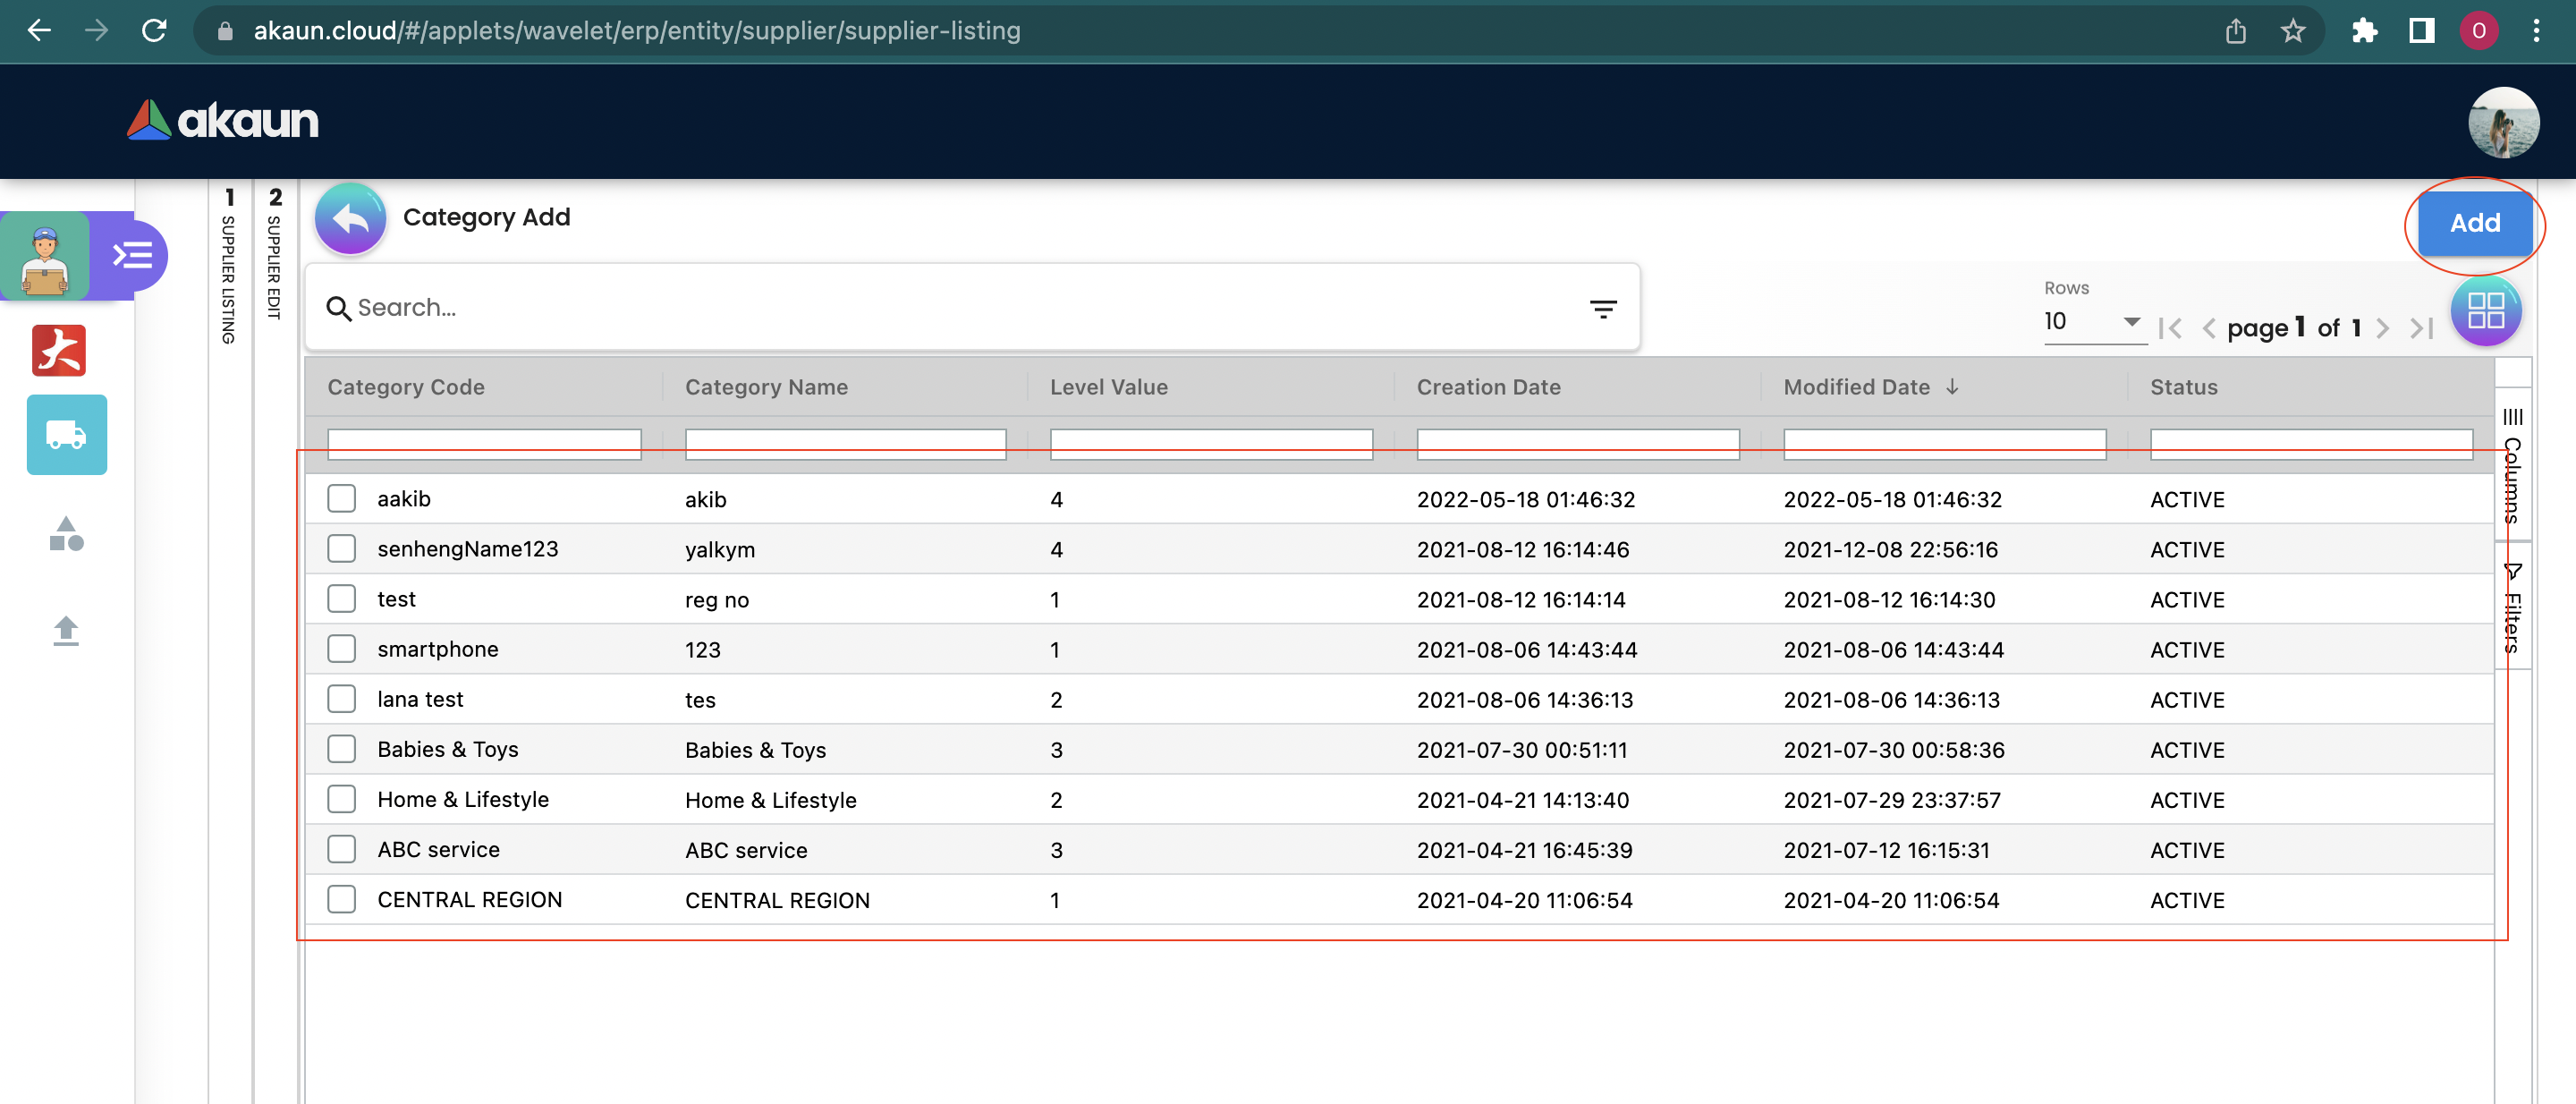 akaun.cloud/#/applets/wavelet/erp/entity/supplier/supplier-listing
O
akaun
1 SUPPLIER LISTING
2 SUPPLIER EDIT
Category Add
Add
Search...
Rows
10
page 1 of 1
Category Code Category Name Level Value Creation Date Modified Date Status
aakib akib 4 2022-05-18 01:46:32 2022-05-18 01:46:32 ACTIVE
senhengName123 yalkym 4 2021-08-12 16:14:46 2021-12-08 22:56:16 ACTIVE
test reg no 1 2021-08-12 16:14:14 2021-08-12 16:14:30 ACTIVE
smartphone 123 1 2021-08-06 14:43:44 2021-08-06 14:43:44 ACTIVE
lana test tes 2 2021-08-06 14:36:13 2021-08-06 14:36:13 ACTIVE
Babies & Toys Babies & Toys 3 2021-07-30 00:51:11 2021-07-30 00:58:36 ACTIVE
Home & Lifestyle Home & Lifestyle 2 2021-04-21 14:13:40 2021-07-29 23:37:57 ACTIVE
ABC service ABC service 3 2021-04-21 16:45:39 2021-07-12 16:15:31 ACTIVE
CENTRAL REGION CENTRAL REGION 1 2021-04-20 11:06:54 2021-04-20 11:06:54 ACTIVE
Columns
Filters